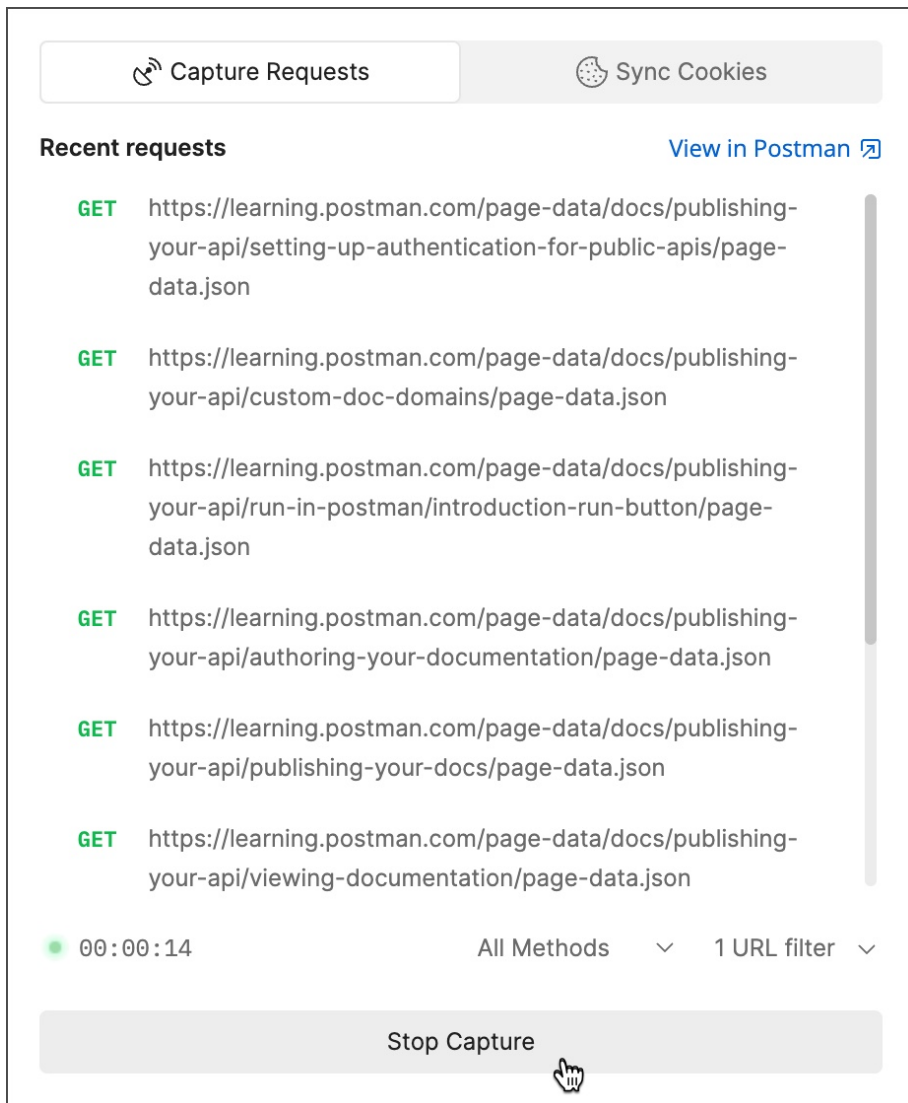 Capture Requests
Sync Cookies
Recent requests
View in Postman
GET https://learning.postman.com/page-data/docs/publishing-
your-api/setting-up-authentication-for-public-apis/page-
data.json
GET https://learning.postman.com/page-data/docs/publishing-
your-api/custom-doc-domains/page-data.json
GET https://learning.postman.com/page-data/docs/publishing-
your-api/run-in-postman/introduction-run-button/page-
data.json
GET https://learning.postman.com/page-data/docs/publishing-
your-api/authoring-your-documentation/page-data.json
GET https://learning.postman.com/page-data/docs/publishing-
your-api/publishing-your-docs/page-data.json
GET https://learning.postman.com/page-data/docs/publishing-
your-api/viewing-documentation/page-data.json
00:00:14
All Methods
1 URL filter
Stop Capture